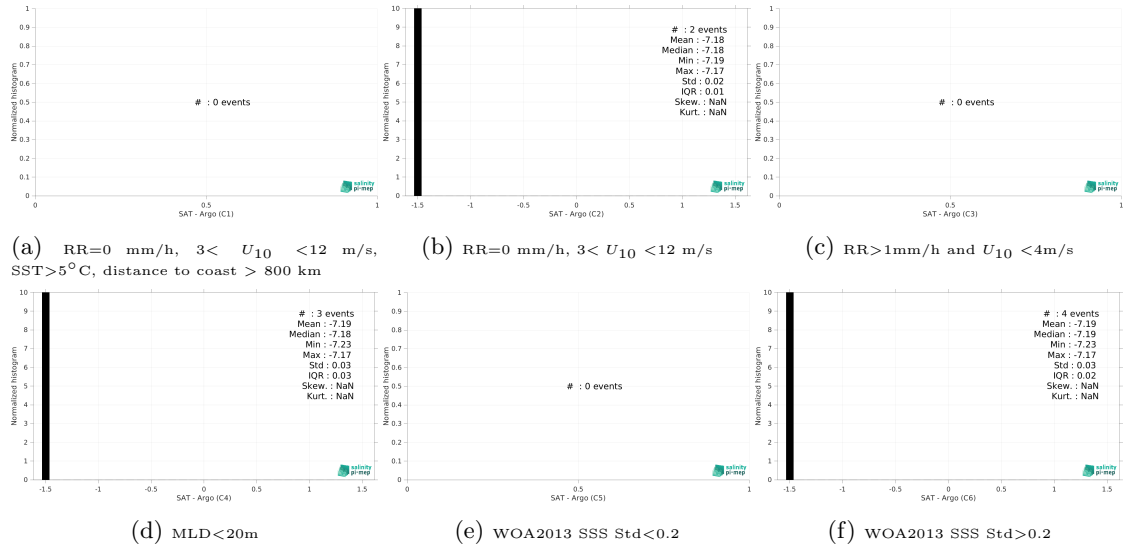 1
0.9
0.8
0.7
0.6
0.5
0.4
0.3
0.2
0.1
0
Normalized histogram
# : 0 events
salinity
pi-mep
0 0.5 1
SAT - Argo (C1)
10
9
8
7
6
5
4
3
2
1
0
Normalized histogram
# : 2 events
Mean : -7.18
Median : -7.18
Min : -7.19
Max : -7.17
Std : 0.02
IQR : 0.01
Skew. : NaN
Kurt. : NaN
salinity
pi-mep
-1.5 -1 -0.5 0 0.5 1 1.5
SAT - Argo (C2)
1
0.9
0.8
0.7
0.6
0.5
0.4
0.3
0.2
0.1
0
Normalized histogram
# : 0 events
salinity
pi-mep
0 0.5 1
SAT - Argo (C3)
(a) RR=0 mm/h, 3< U10 <12 m/s,
SST>5°C, distance to coast > 800 km
(b) RR=0 mm/h, 3< U10 <12 m/s
(c) RR>1mm/h and U10 <4m/s
10
9
8
7
6
5
4
3
2
1
0
Normalized histogram
# : 3 events
Mean : -7.19
Median : -7.18
Min : -7.23
Max : -7.17
Std : 0.03
IQR : 0.03
Skew. : NaN
Kurt. : NaN
salinity
pi-mep
-1.5 -1 -0.5 0 0.5 1 1.5
SAT - Argo (C4)
1
0.9
0.8
0.7
0.6
0.5
0.4
0.3
0.2
0.1
0
Normalized histogram
# : 0 events
salinity
pi-mep
0 0.5 1
SAT - Argo (C5)
10
9
8
7
6
5
4
3
2
1
0
Normalized histogram
# : 4 events
Mean : -7.19
Median : -7.19
Min : -7.23
Max : -7.17
Std : 0.03
IQR : 0.02
Skew. : NaN
Kurt. : NaN
salinity
pi-mep
-1.5 -1 -0.5 0 0.5 1 1.5
SAT - Argo (C6)
(d) MLD<20m
(e) WOA2013 SSS Std<0.2
(f) WOA2013 SSS Std>0.2